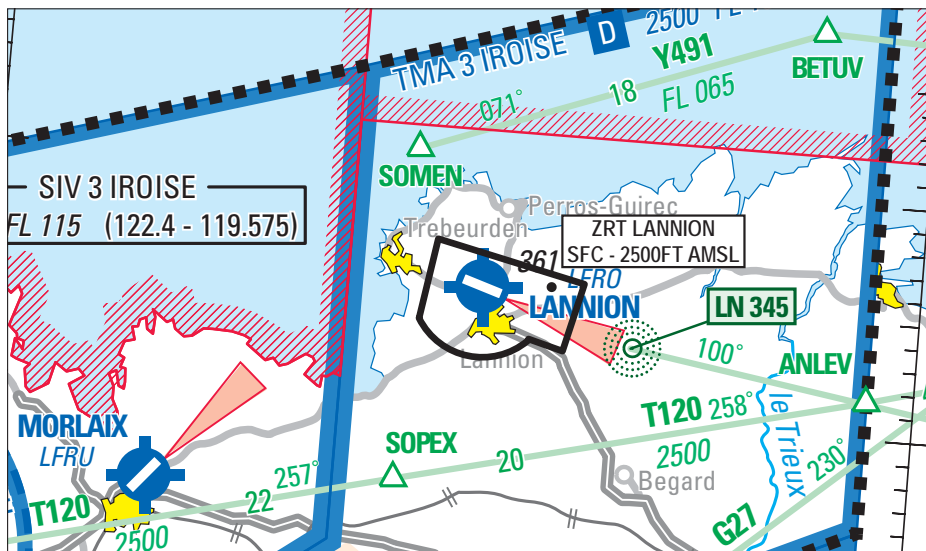 TMA 3 IROISE
D
2500
Y491
BETUV
071°
18
FL 065
SOMEN
SIV 3 IROISE
FL 115 (122.4 - 119.575)
Perros-Guirec
Trebeurden
ZRT LANNION
SFC - 2500FT AMSL
361
LFRO
LANNION
LN 345
Lannion
100°
ANLEV
MORLAIX
LFRU
SOPEX
T120 258°
2500
20
le Trieux
257°
22
T120
2500
Begard
230°
G27